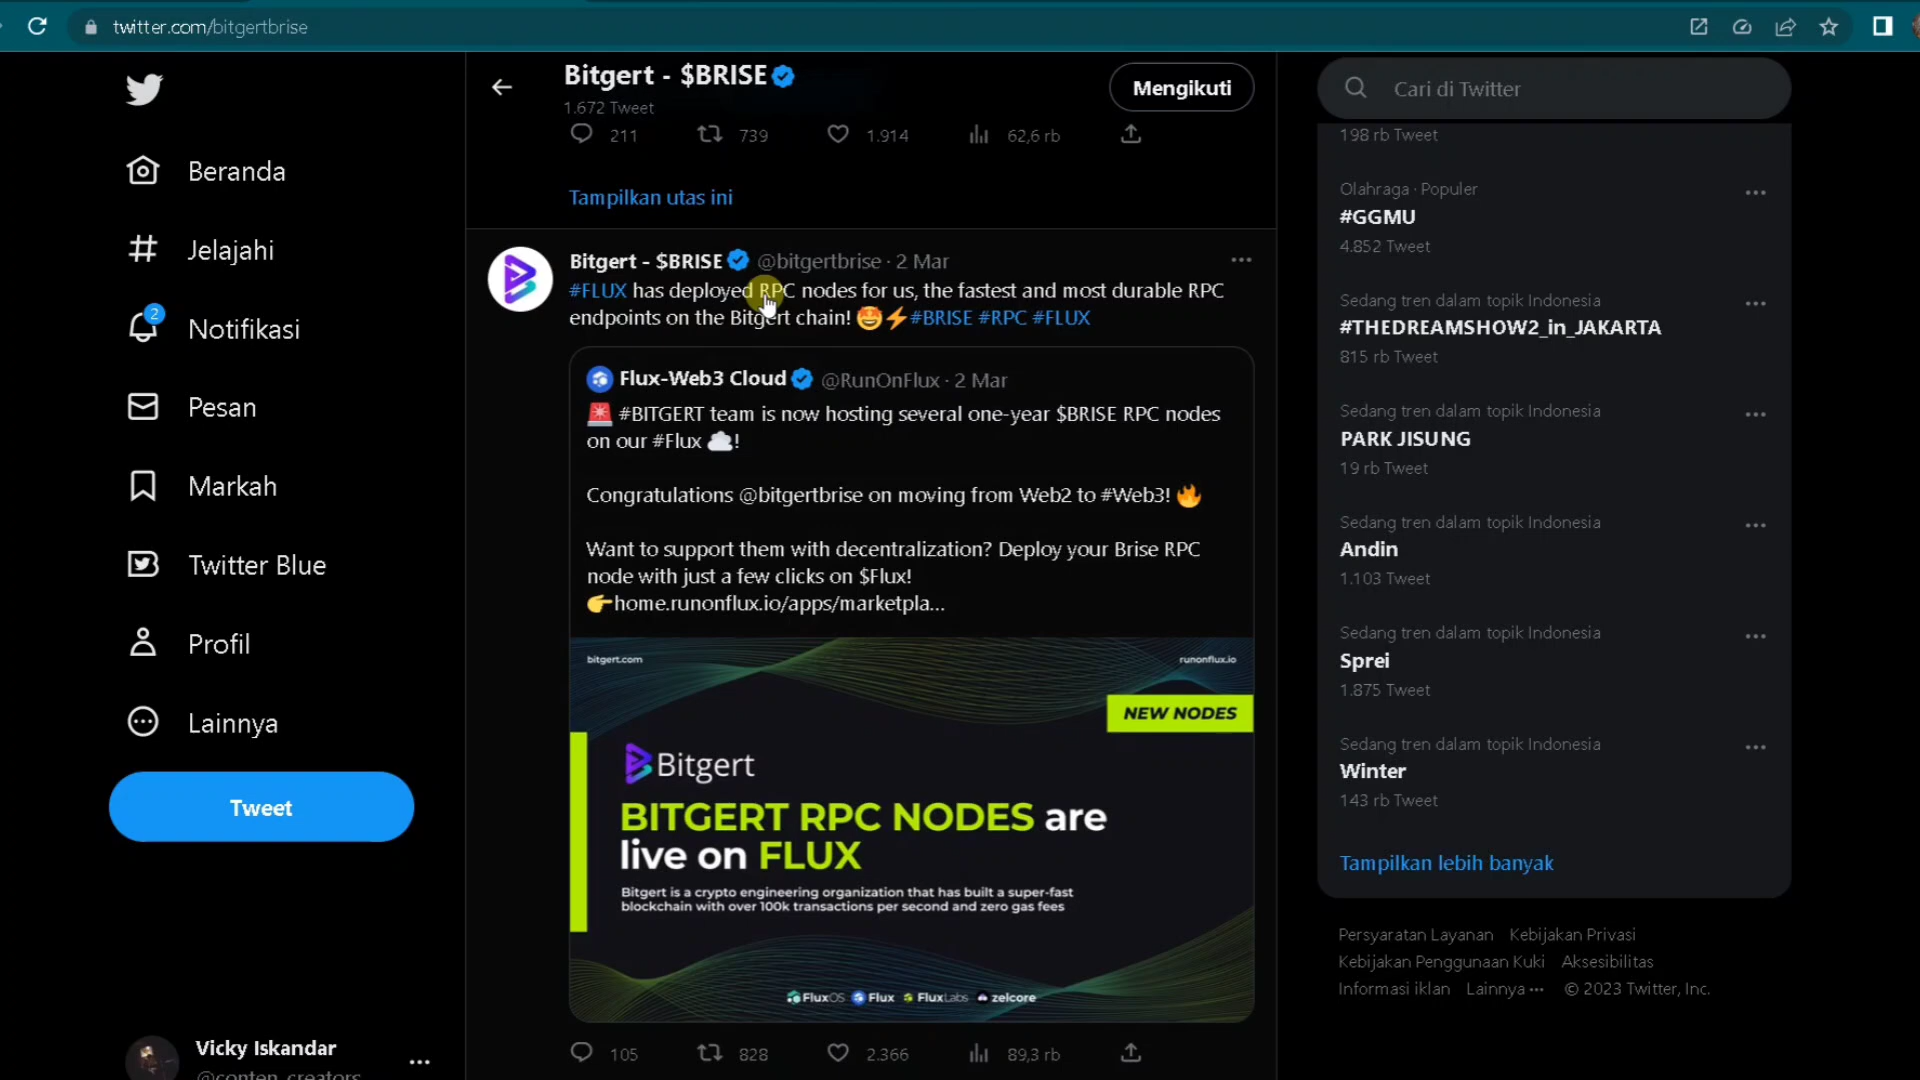 twitter.com/bitgertbrise
Beranda
Jelajahi
2
Notifikasi
Pesan
Markah
Twitter Blue
Profil
Lainnya
Tweet
Vicky Iskandar
@conten_creators
Bitgert - $BRISE
1.672 Tweet
Mengikuti
211 739 1.914 62,6 rb
Tampilkan utas ini
Bitgert - $BRISE @bitgertbrise · 2 Mar
#FLUX has deployed RPC nodes for us, the fastest and most durable RPC
endpoints on the Bitgert chain! 🤩⚡#BRISE #RPC #FLUX
Flux-Web3 Cloud @RunOnFlux · 2 Mar
🚨 #BITGERT team is now hosting several one-year $BRISE RPC nodes
on our #Flux ☁️!
Congratulations @bitgertbrise on moving from Web2 to #Web3! 🔥
Want to support them with decentralization? Deploy your Brise RPC
node with just a few clicks on $Flux!
👉home.runonflux.io/apps/marketpla...
bitgert.com runonflux.io
NEW NODES
Bitgert
BITGERT RPC NODES are
live on FLUX
Bitgert is a crypto engineering organization that has built a super-fast
blockchain with over 100k transactions per second and zero gas fees
FluxOS Flux FluxLabs zelcore
105 828 2.366 89,3 rb
Cari di Twitter
198 rb Tweet
Olahraga · Populer
#GGMU
4.852 Tweet
Sedang tren dalam topik Indonesia
#THEDREAMSHOW2_in_JAKARTA
815 rb Tweet
Sedang tren dalam topik Indonesia
PARK JISUNG
19 rb Tweet
Sedang tren dalam topik Indonesia
Andin
1.103 Tweet
Sedang tren dalam topik Indonesia
Sprei
1.875 Tweet
Sedang tren dalam topik Indonesia
Winter
143 rb Tweet
Tampilkan lebih banyak
Persyaratan Layanan Kebijakan Privasi
Kebijakan Penggunaan Kuki Aksesibilitas
Informasi iklan Lainnya ··· © 2023 Twitter, Inc.